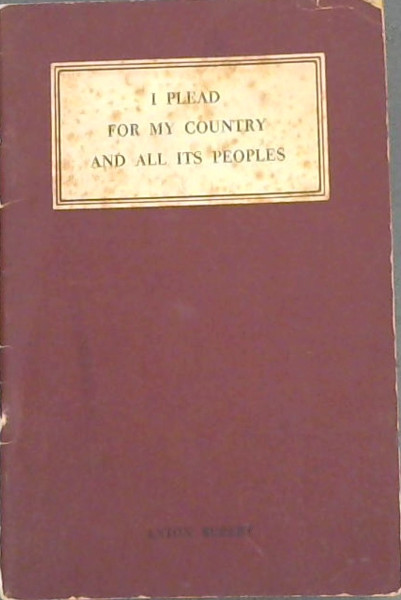 I PLEAD
FOR MY COUNTRY
AND ALL ITS PEOPLES
ANTON RUPERT